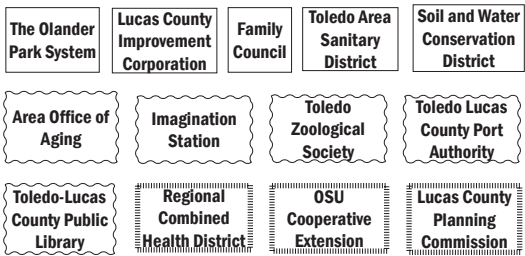 The Olander
Park System
Lucas County
Improvement
Corporation
Family
Council
Toledo Area
Sanitary
District
Soil and Water
Conservation
District
Area Office of
Aging
Imagination
Station
Toledo
Zoological
Society
Toledo Lucas
County Port
Authority
Toledo-Lucas
County Public
Library
Regional
Combined
Health District
OSU
Cooperative
Extension
Lucas County
Planning
Commission